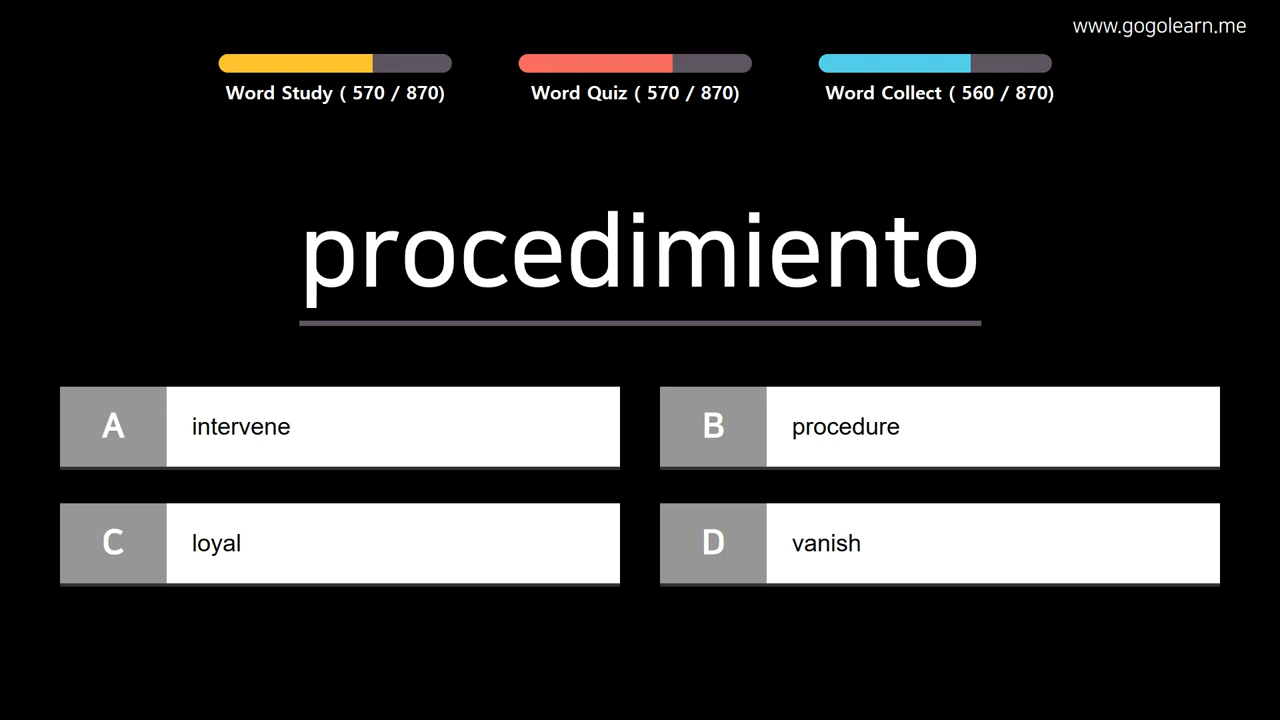 www.gogolearn.me
Word Study ( 570 / 870)
Word Quiz ( 570 / 870)
Word Collect ( 560 / 870)
procedimiento
A intervene
B procedure
C loyal
D vanish